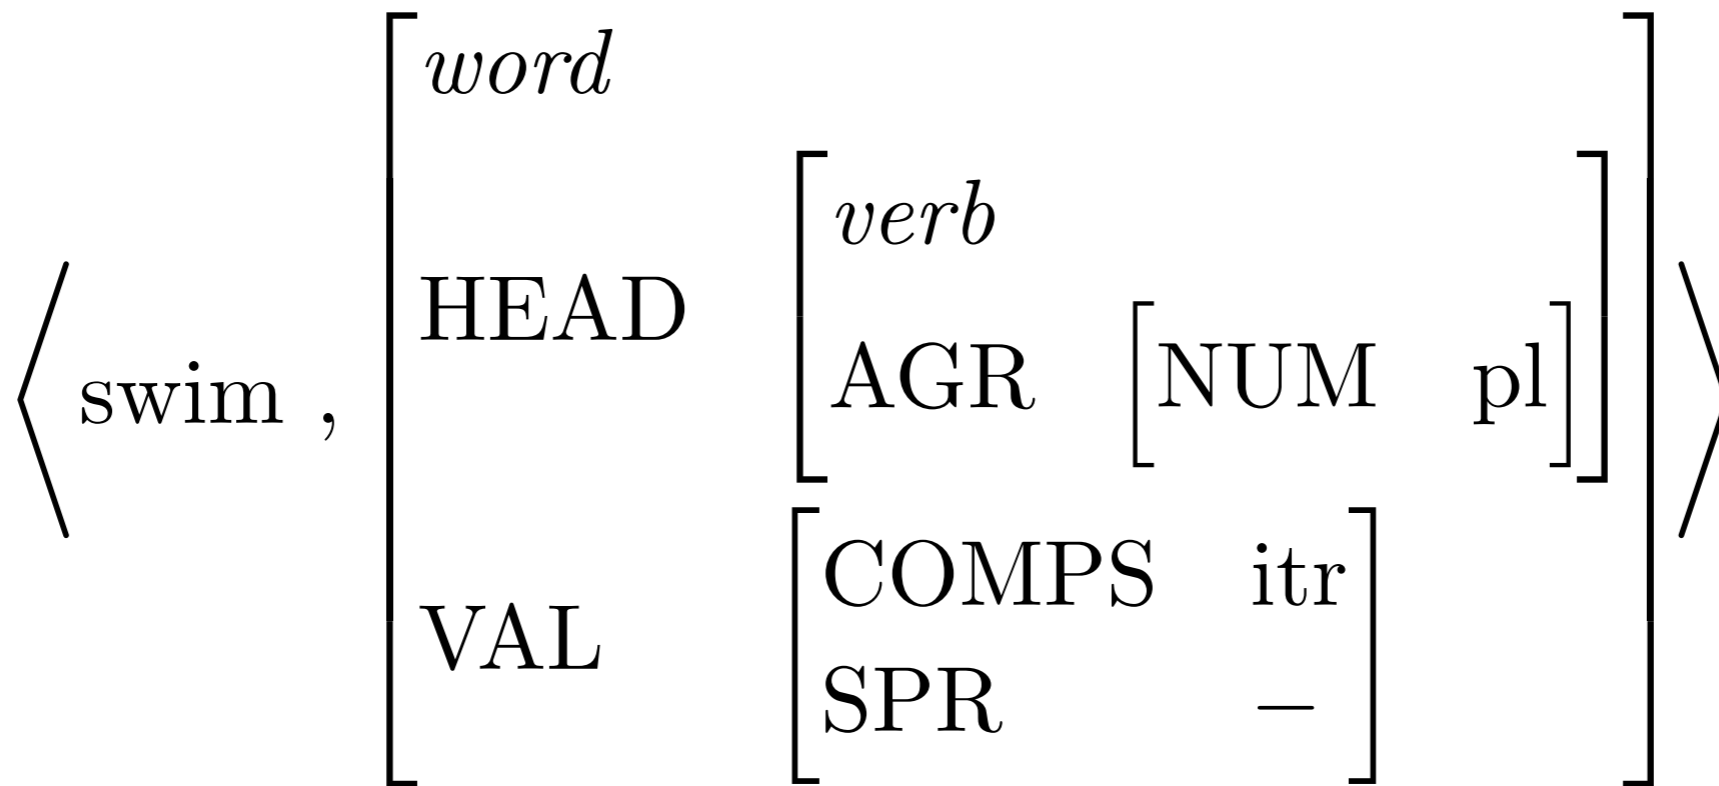 word
verb
HEAD
AGR [NUM pl]
⟨swim ,
COMPS itr
VAL
SPR −